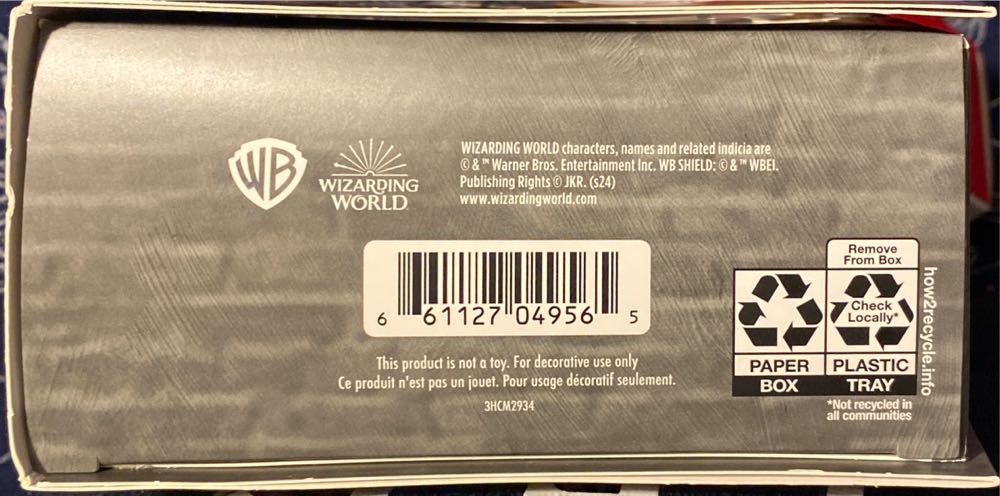 WB
WIZARDING
WORLD
WIZARDING WORLD characters, names and related indicia are
© & ™ Warner Bros. Entertainment Inc. WB SHIELD: © & ™ WBEI.
Publishing Rights © JKR. (s24)
www.wizardingworld.com
6 61127 04956 5
This product is not a toy. For decorative use only
Ce produit n'est pas un jouet. Pour usage décoratif seulement.
3HCM2934
Remove
From Box
Check
Locally*
PAPER
BOX
PLASTIC
TRAY
*Not recycled in
all communities
how2recycle.info